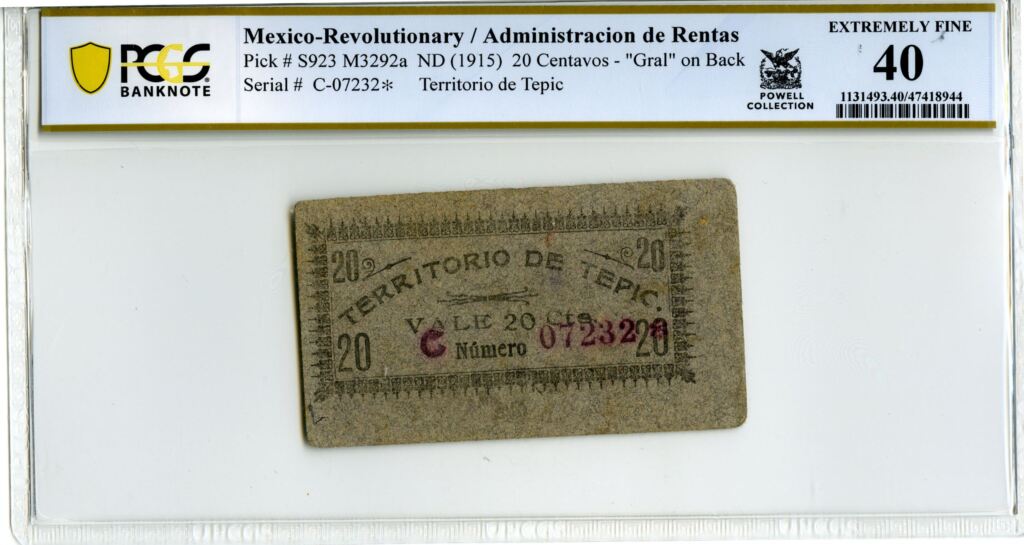 PCGS
BANKNOTE
Mexico-Revolutionary / Administracion de Rentas
Pick # S923 M3292a ND (1915) 20 Centavos - "Gral" on Back
Serial # C-07232* Territorio de Tepic
POWELL
COLLECTION
EXTREMELY FINE
40
1131493.40/47418944
20 20
TERRITORIO DE TEPIC.
VALE 20 Cts.
20 C Número 07232* 20